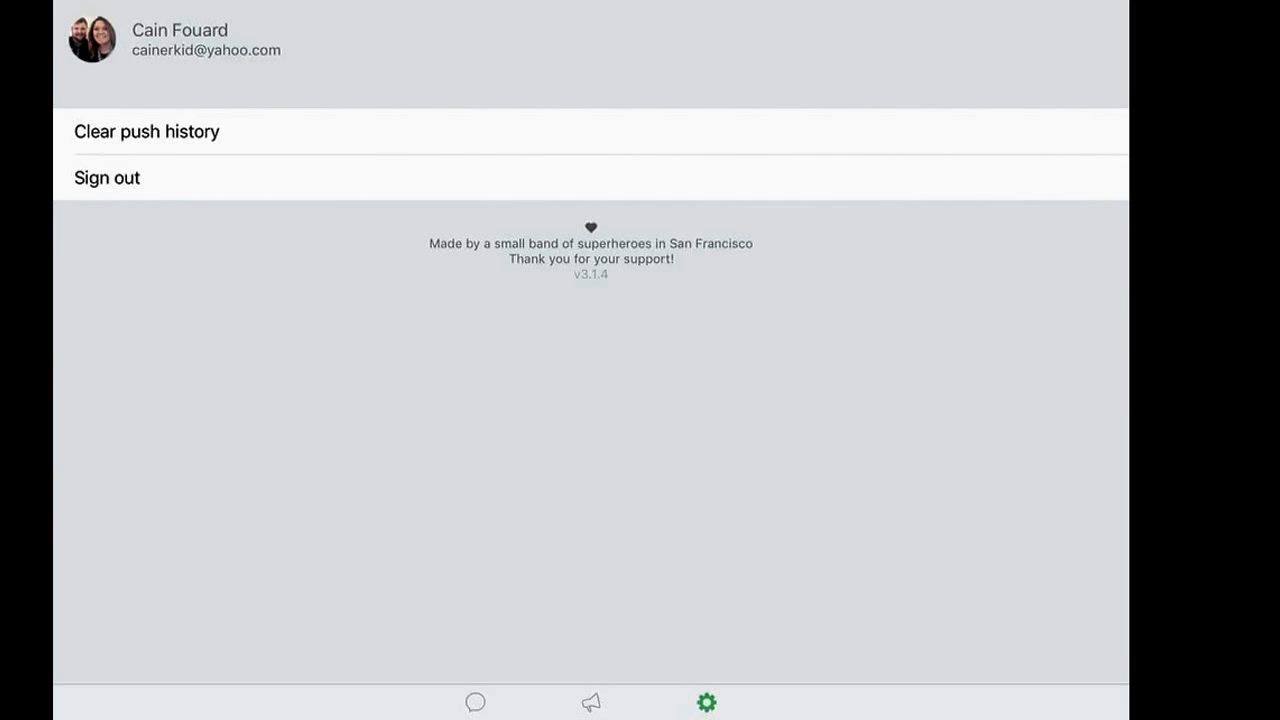 Cain Fouard
cainerkid@yahoo.com
Clear push history
Sign out
Made by a small band of superheroes in San Francisco
Thank you for your support!
v3.1.4